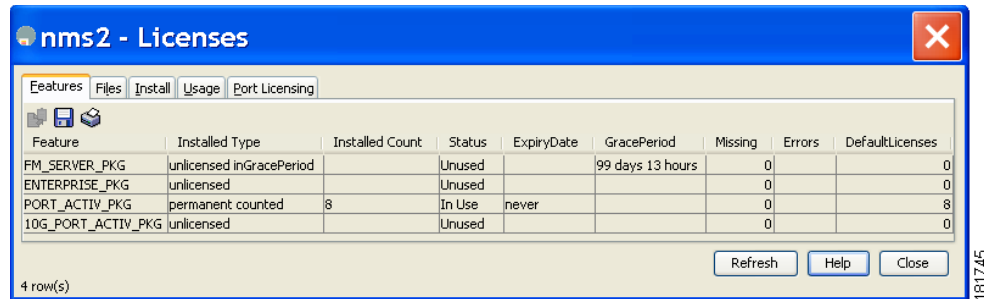 nms2 - Licenses
Features Files Install Usage Port Licensing
Feature Installed Type Installed Count Status ExpiryDate GracePeriod Missing Errors DefaultLicenses
FM_SERVER_PKG unlicensed inGracePeriod Unused 99 days 13 hours 0 0
ENTERPRISE_PKG unlicensed Unused 0 0
PORT_ACTIV_PKG permanent counted 8 In Use never 0 8
10G_PORT_ACTIV_PKG unlicensed Unused 0 0
Refresh Help Close
4 row(s)
181745